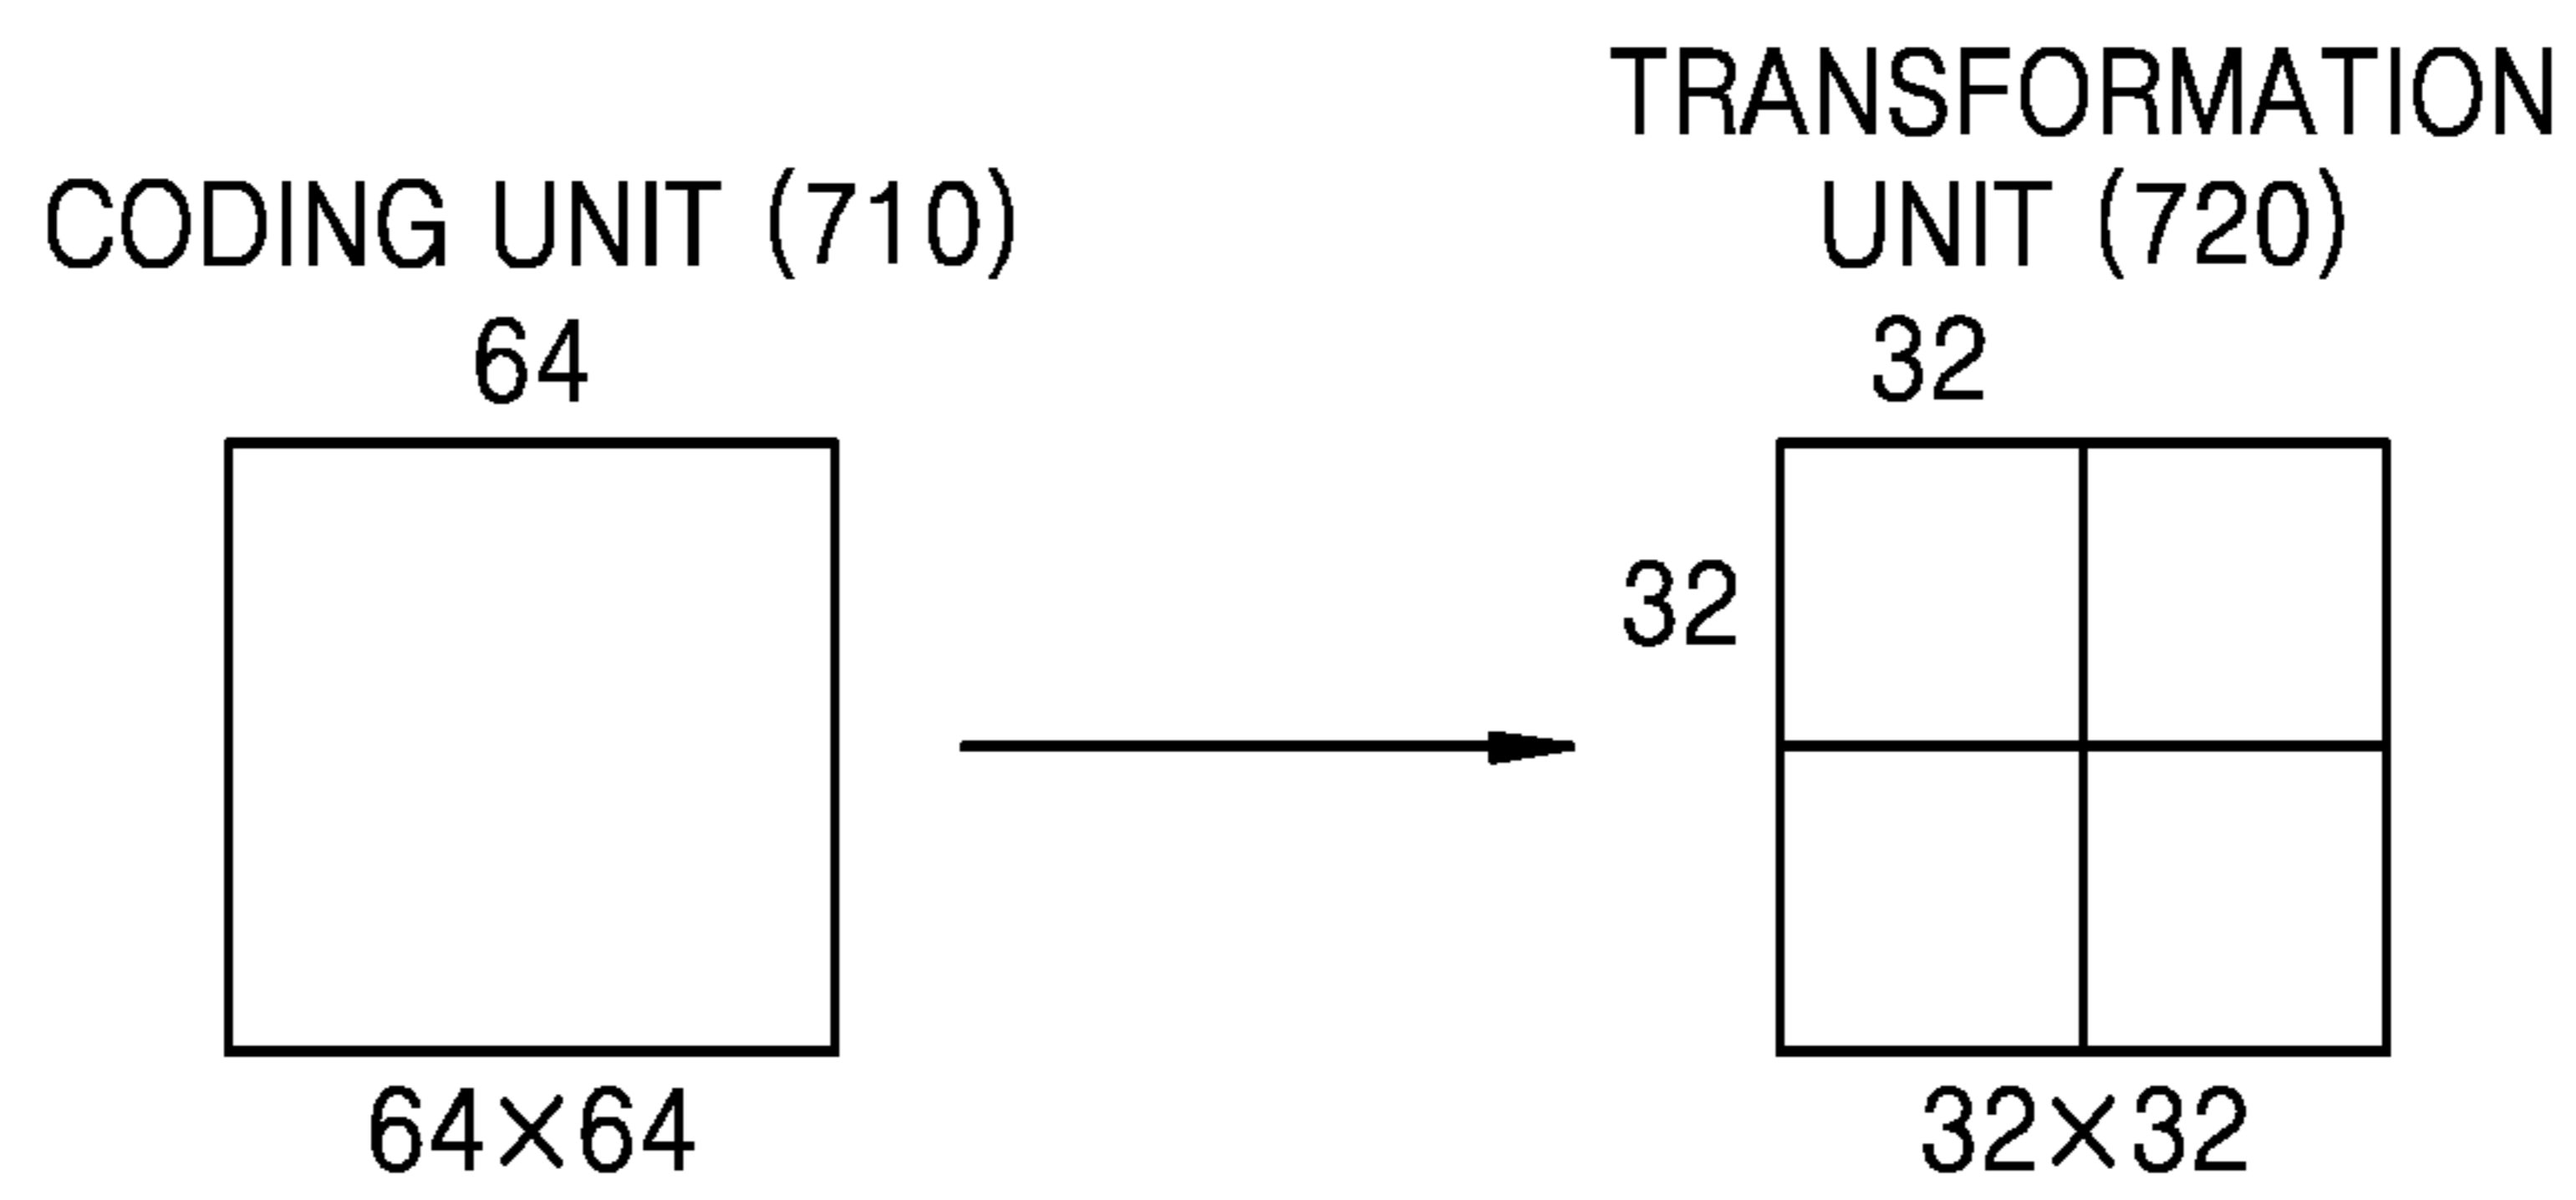 CODING UNIT (710)
64
64×64
TRANSFORMATION
UNIT (720)
32
32
32×32